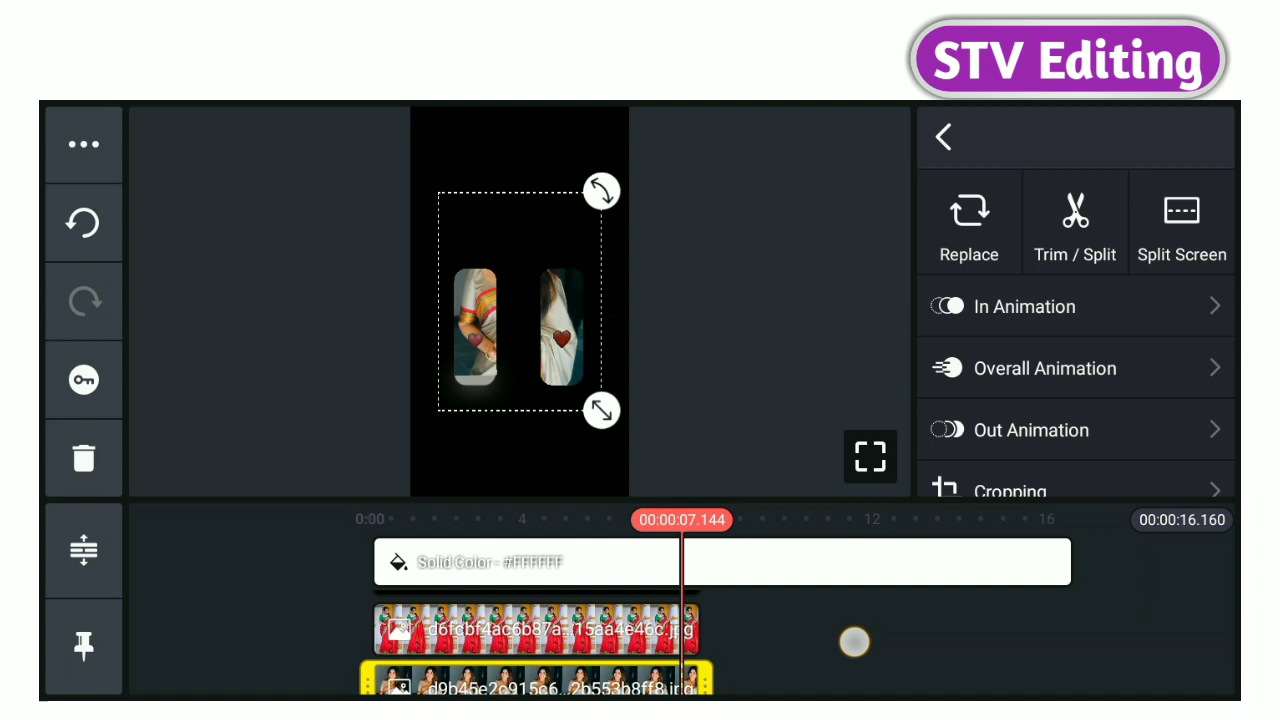 STV Editing
Replace
Trim / Split
Split Screen
In Animation
Overall Animation
Out Animation
Cropping
0:00
4
00:00:07.144
12
16
00:00:16.160
Solid Color - #FFFFFF
d6fcbf4ac6b87a...15aa4e46c.jpg
d9b45e2c915c6...2b553b8ff8.jpg